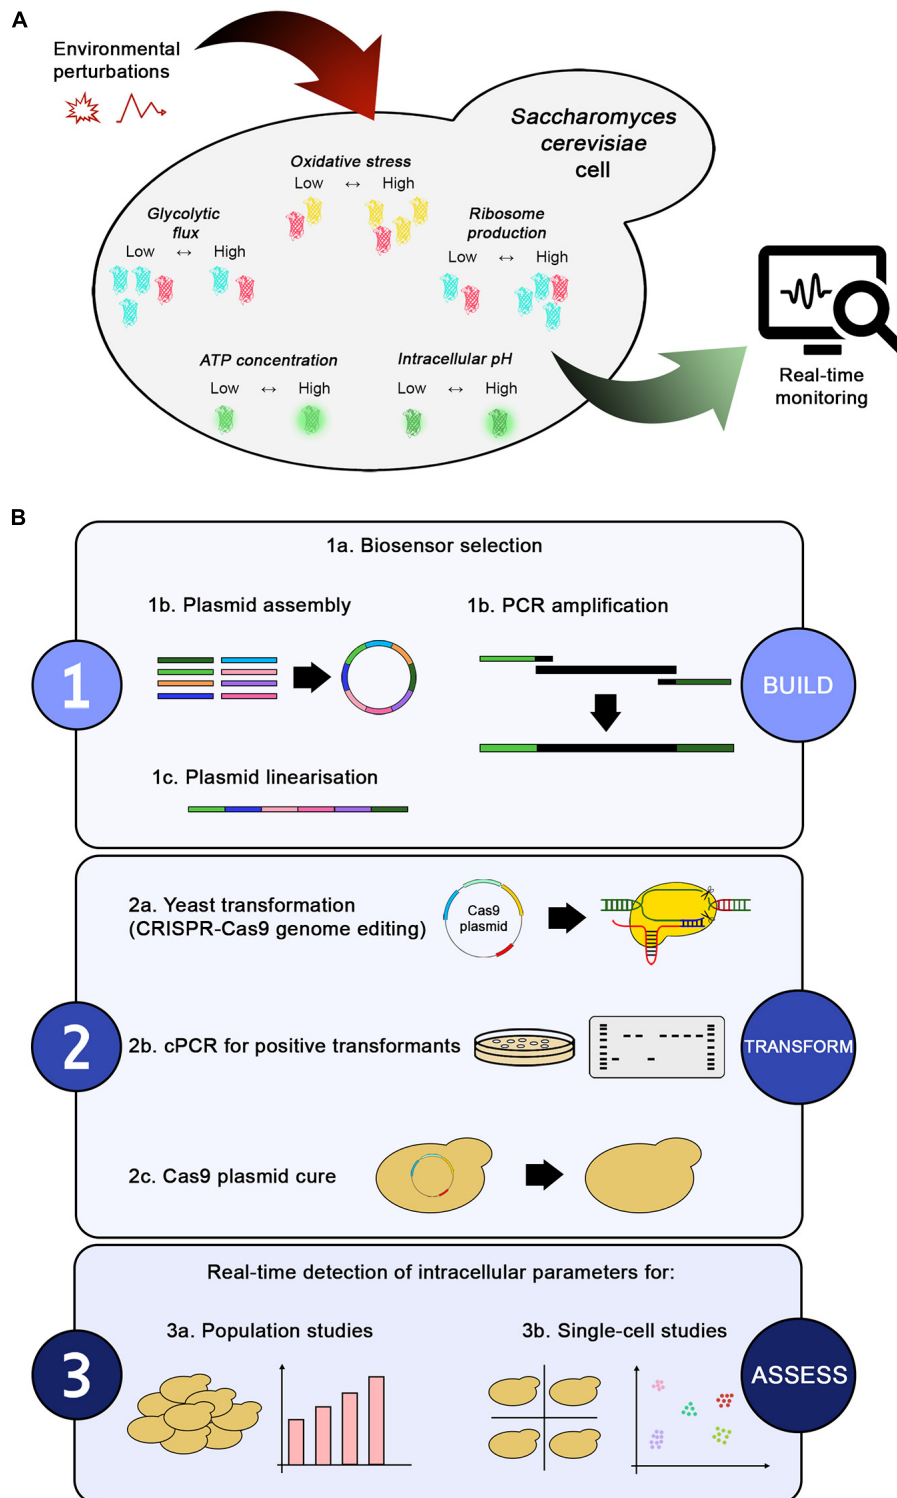 A
Environmental
perturbations
Saccharomyces
cerevisiae
cell
Oxidative stress
Low ↔ High
Glycolytic
flux
Low ↔ High
Ribosome
production
Low ↔ High
ATP concentration
Low ↔ High
Intracellular pH
Low ↔ High
Real-time
monitoring
B
1a. Biosensor selection
1b. Plasmid assembly
1b. PCR amplification
1
BUILD
1c. Plasmid linearisation
2a. Yeast transformation
(CRISPR-Cas9 genome editing)
Cas9
plasmid
2
2b. cPCR for positive transformants
TRANSFORM
2c. Cas9 plasmid cure
Real-time detection of intracellular parameters for:
3a. Population studies
3b. Single-cell studies
3
ASSESS